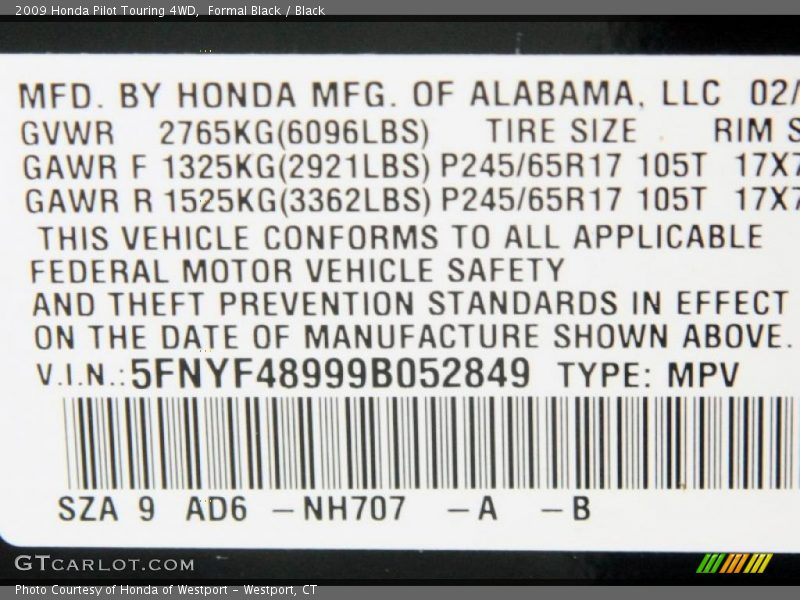 2009 Honda Pilot Touring 4WD,  Formal Black / Black
MFD. BY HONDA MFG. OF ALABAMA, LLC 02/
GVWR 2765KG(6096LBS) TIRE SIZE RIM S
GAWR F 1325KG(2921LBS) P245/65R17 105T 17X7
GAWR R 1525KG(3362LBS) P245/65R17 105T 17X7
THIS VEHICLE CONFORMS TO ALL APPLICABLE
FEDERAL MOTOR VEHICLE SAFETY
AND THEFT PREVENTION STANDARDS IN EFFECT
ON THE DATE OF MANUFACTURE SHOWN ABOVE.
V.I.N.: 5FNYF48999B052849 TYPE: MPV
SZA 9 AD6 –NH707 –A –B
GTCARLOT.COM
Photo Courtesy of Honda of Westport – Westport, CT